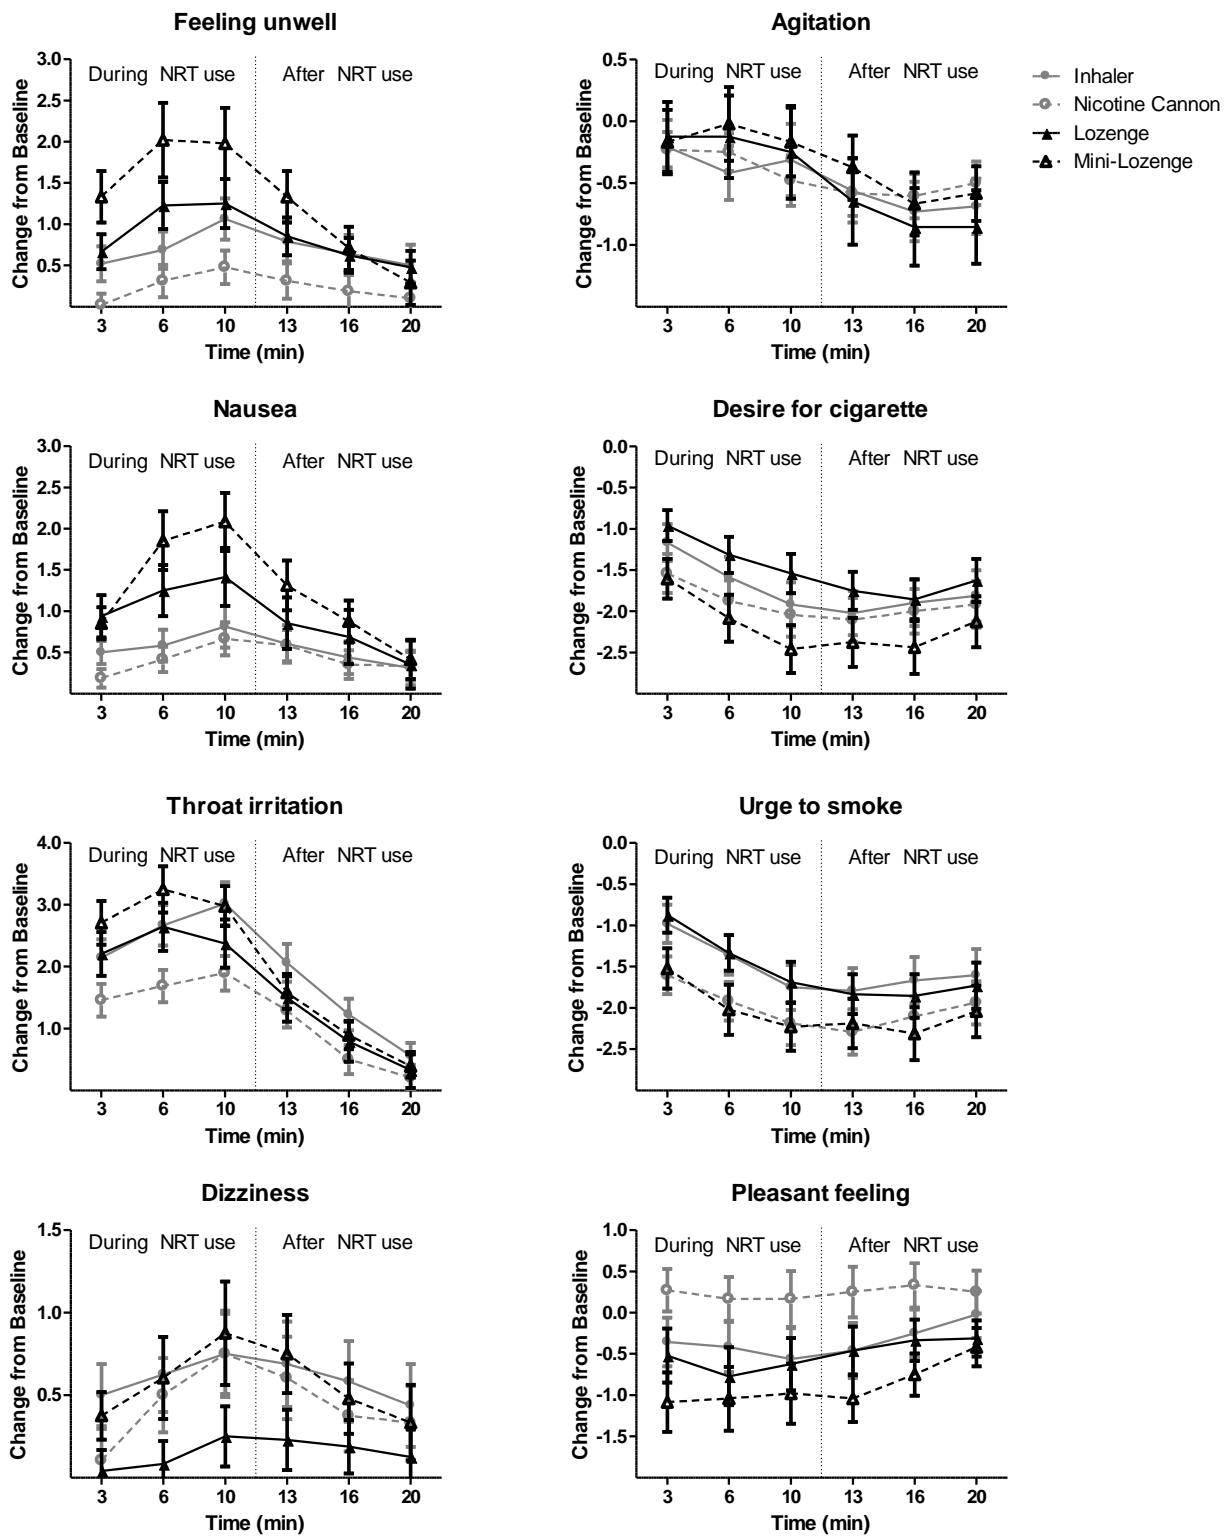 Feeling unwell
3.0
2.5
2.0
1.5
1.0
0.5
During NRT use
After NRT use
Change from Baseline
3 6 10 13 16 20
Time (min)
Agitation
0.5
0.0
-0.5
-1.0
During NRT use
After NRT use
Change from Baseline
3 6 10 13 16 20
Time (min)
Inhaler
Nicotine Cannon
Lozenge
Mini-Lozenge
Nausea
3.0
2.5
2.0
1.5
1.0
0.5
During NRT use
After NRT use
Change from Baseline
3 6 10 13 16 20
Time (min)
Desire for cigarette
0.0
-0.5
-1.0
-1.5
-2.0
-2.5
During NRT use
After NRT use
Change from Baseline
3 6 10 13 16 20
Time (min)
Throat irritation
4.0
3.0
2.0
1.0
During NRT use
After NRT use
Change from Baseline
3 6 10 13 16 20
Time (min)
Urge to smoke
0.0
-0.5
-1.0
-1.5
-2.0
-2.5
During NRT use
After NRT use
Change from Baseline
3 6 10 13 16 20
Time (min)
Dizziness
1.5
1.0
0.5
During NRT use
After NRT use
Change from Baseline
3 6 10 13 16 20
Time (min)
Pleasant feeling
1.0
0.5
0.0
-0.5
-1.0
-1.5
During NRT use
After NRT use
Change from Baseline
3 6 10 13 16 20
Time (min)